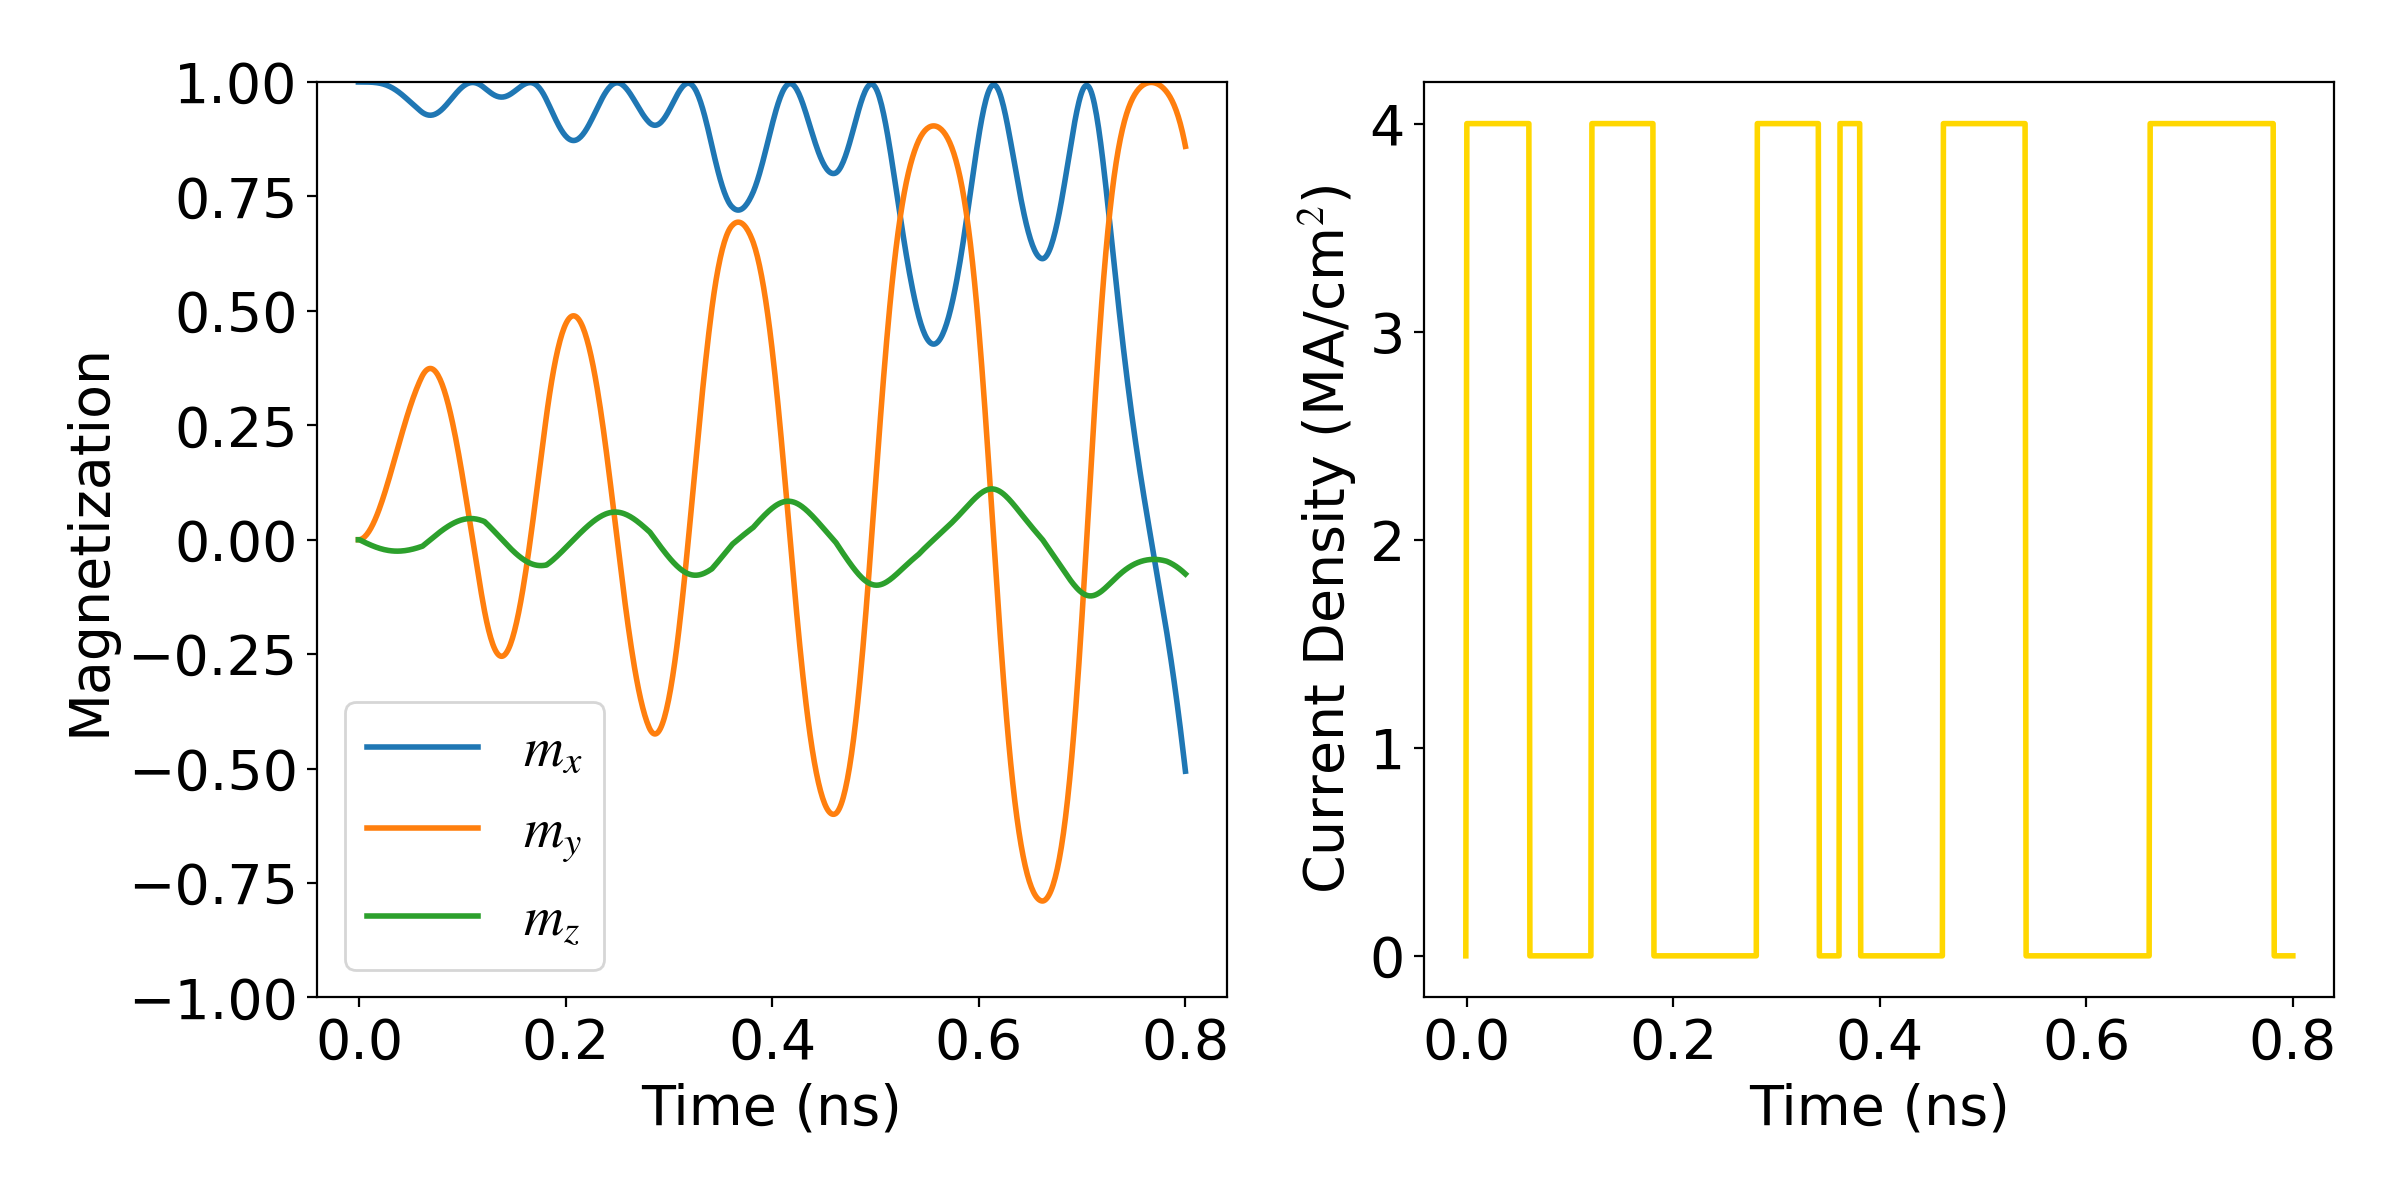 1.00
0.75
0.50
0.25
0.00
−0.25
−0.50
−0.75
−1.00
Magnetization
m_x
m_y
m_z
0.0 0.2 0.4 0.6 0.8
Time (ns)
4
3
2
1
0
Current Density (MA/cm²)
0.0 0.2 0.4 0.6 0.8
Time (ns)